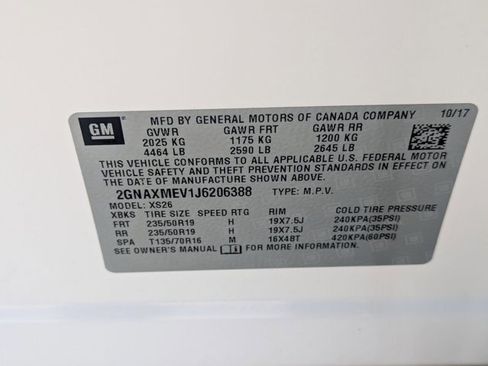 GM
MFD BY GENERAL MOTORS OF CANADA COMPANY 10/17
GVWR GAWR FRT GAWR RR
2025 KG 1175 KG 1200 KG
4464 LB 2590 LB 2645 LB
THIS VEHICLE CONFORMS TO ALL APPLICABLE U.S. FEDERAL MOTOR
VEHICLE SAFETY AND THEFT PREVENTION STANDARDS IN EFFECT ON
THE DATE OF MANUFACTURE SHOWN ABOVE.
2GNAXMEV1J6206388 TYPE: M.P.V.
MODEL: XS26
XBKS TIRE SIZE SPEED RTG RIM COLD TIRE PRESSURE
FRT 235/50R19 H 19X7.5J 240KPA(35PSI)
RR 235/50R19 H 19X7.5J 240KPA(35PSI)
SPA T135/70R16 M 16X4BT 420KPA(60PSI)
SEE OWNER'S MANUAL FOR MORE INFORMATION.